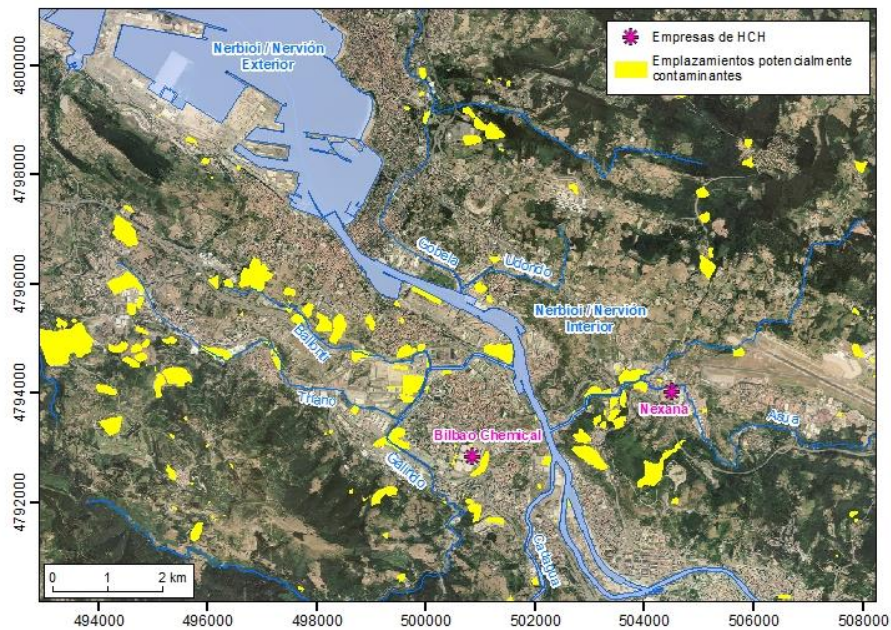 Nerbioi / Nervión
Exterior
Empresas de HCH
Emplazamientos potencialmente
contaminantes
4800000
4798000
4796000
4794000
4792000
Gobela
Udondo
Nerbioi / Nervión
Interior
Ballonti
Triano
Galindo
Bilbao Chemical
Nexana
Asua
Cadagua
0 1 2 km
494000 496000 498000 500000 502000 504000 506000 508000